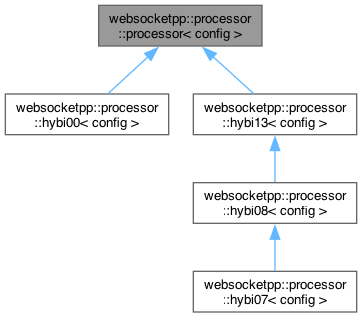 websocketpp::processor
::processor< config >
websocketpp::processor
::hybi00< config >
websocketpp::processor
::hybi13< config >
websocketpp::processor
::hybi08< config >
websocketpp::processor
::hybi07< config >